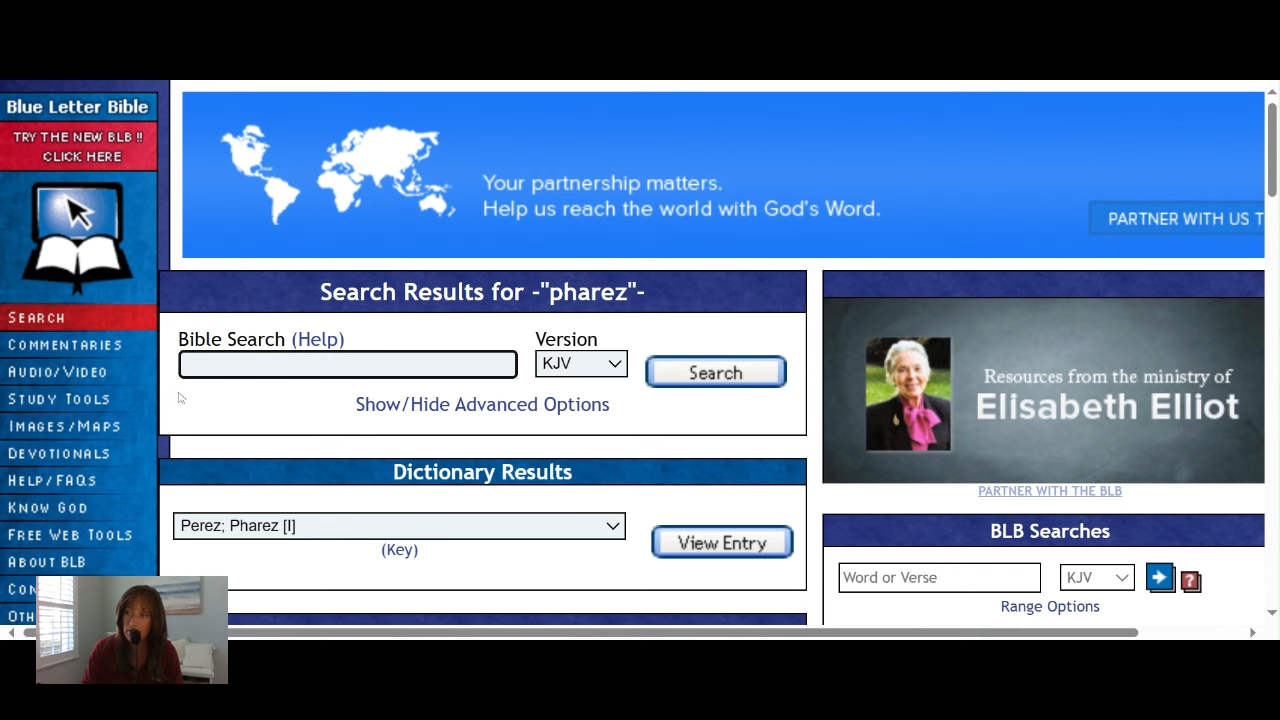 Blue Letter Bible
TRY THE NEW BLB !!
CLICK HERE
SEARCH
COMMENTARIES
AUDIO/VIDEO
STUDY TOOLS
IMAGES/MAPS
DEVOTIONALS
HELP/FAQS
KNOW GOD
FREE WEB TOOLS
ABOUT BLB
CON
OTH
Your partnership matters.
Help us reach the world with God's Word.
PARTNER WITH US T
Search Results for -"pharez"-
Bible Search (Help)
Version
KJV
Search
Show/Hide Advanced Options
Dictionary Results
Perez; Pharez [I]
View Entry
(Key)
Resources from the ministry of
Elisabeth Elliot
PARTNER WITH THE BLB
BLB Searches
Word or Verse
KJV
?
Range Options